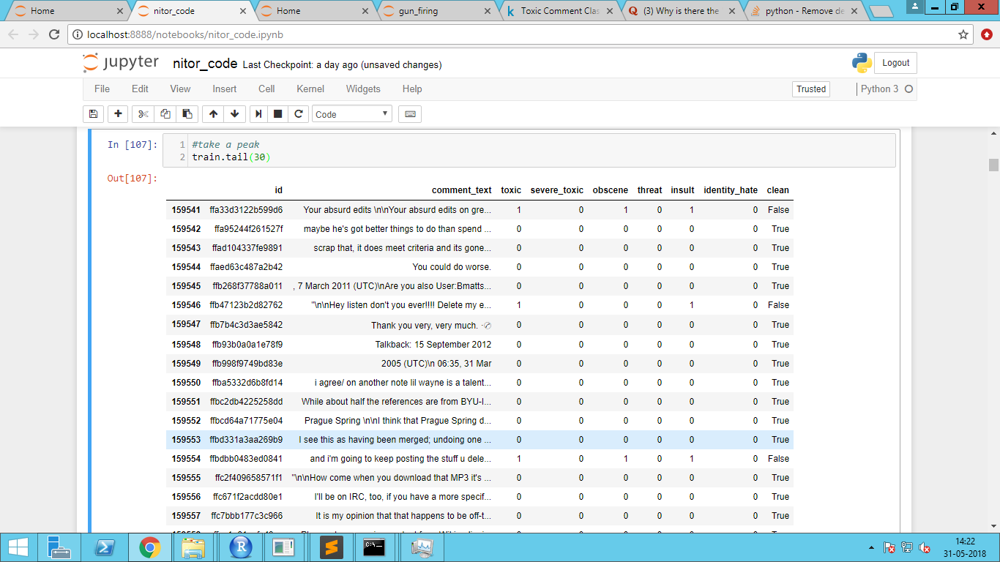 Home
nitor_code
Home
gun_firing
Toxic Comment Clas
(3) Why is there the
python - Remove de
localhost:8888/notebooks/nitor_code.ipynb
jupyter nitor_code Last Checkpoint: a day ago (unsaved changes)
Logout
File Edit View Insert Cell Kernel Widgets Help
Trusted
Python 3
Code
In [107]:
1 #take a peak
2 train.tail(30)
Out[107]:
id comment_text toxic severe_toxic obscene threat insult identity_hate clean
159541 ffa33d3122b599d6 Your absurd edits \n\nYour absurd edits on gre... 1 0 1 0 1 0 False
159542 ffa95244f261527f maybe he's got better things to do than spend ... 0 0 0 0 0 0 True
159543 ffad104337fe9891 scrap that, it does meet criteria and its gone... 0 0 0 0 0 0 True
159544 ffaed63c487a2b42 You could do worse. 0 0 0 0 0 0 True
159545 ffb268f37788a011 , 7 March 2011 (UTC)\nAre you also User:Bmatts... 0 0 0 0 0 0 True
159546 ffb47123b2d82762 "\n\nHey listen don't you ever!!!! Delete my e... 1 0 0 0 1 0 False
159547 ffb7b4c3d3ae5842 Thank you very, very much. · 0 0 0 0 0 0 True
159548 ffb93b0a0a1e78f9 Talkback: 15 September 2012 0 0 0 0 0 0 True
159549 ffb998f9749bd83e 2005 (UTC)\n 06:35, 31 Mar 0 0 0 0 0 0 True
159550 ffba5332d6b8fd14 i agree/ on another note lil wayne is a talent... 0 0 0 0 0 0 True
159551 ffbc2db4225258dd While about half the references are from BYU-I... 0 0 0 0 0 0 True
159552 ffbcd64a71775e04 Prague Spring \n\nI think that Prague Spring d... 0 0 0 0 0 0 True
159553 ffbd331a3aa269b9 I see this as having been merged; undoing one ... 0 0 0 0 0 0 True
159554 ffbdbb0483ed0841 and i'm going to keep posting the stuff u dele... 1 0 1 0 1 0 False
159555 ffc2f409658571f1 "\n\nHow come when you download that MP3 it's ... 0 0 0 0 0 0 True
159556 ffc671f2acdd80e1 I'll be on IRC, too, if you have a more specif... 0 0 0 0 0 0 True
159557 ffc7bbb177c3c966 It is my opinion that that happens to be off-t... 0 0 0 0 0 0 True
14:22
31-05-2018